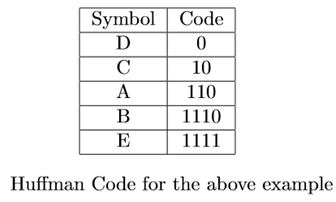 Symbol Code
D 0
C 10
A 110
B 1110
E 1111
Huffman Code for the above example